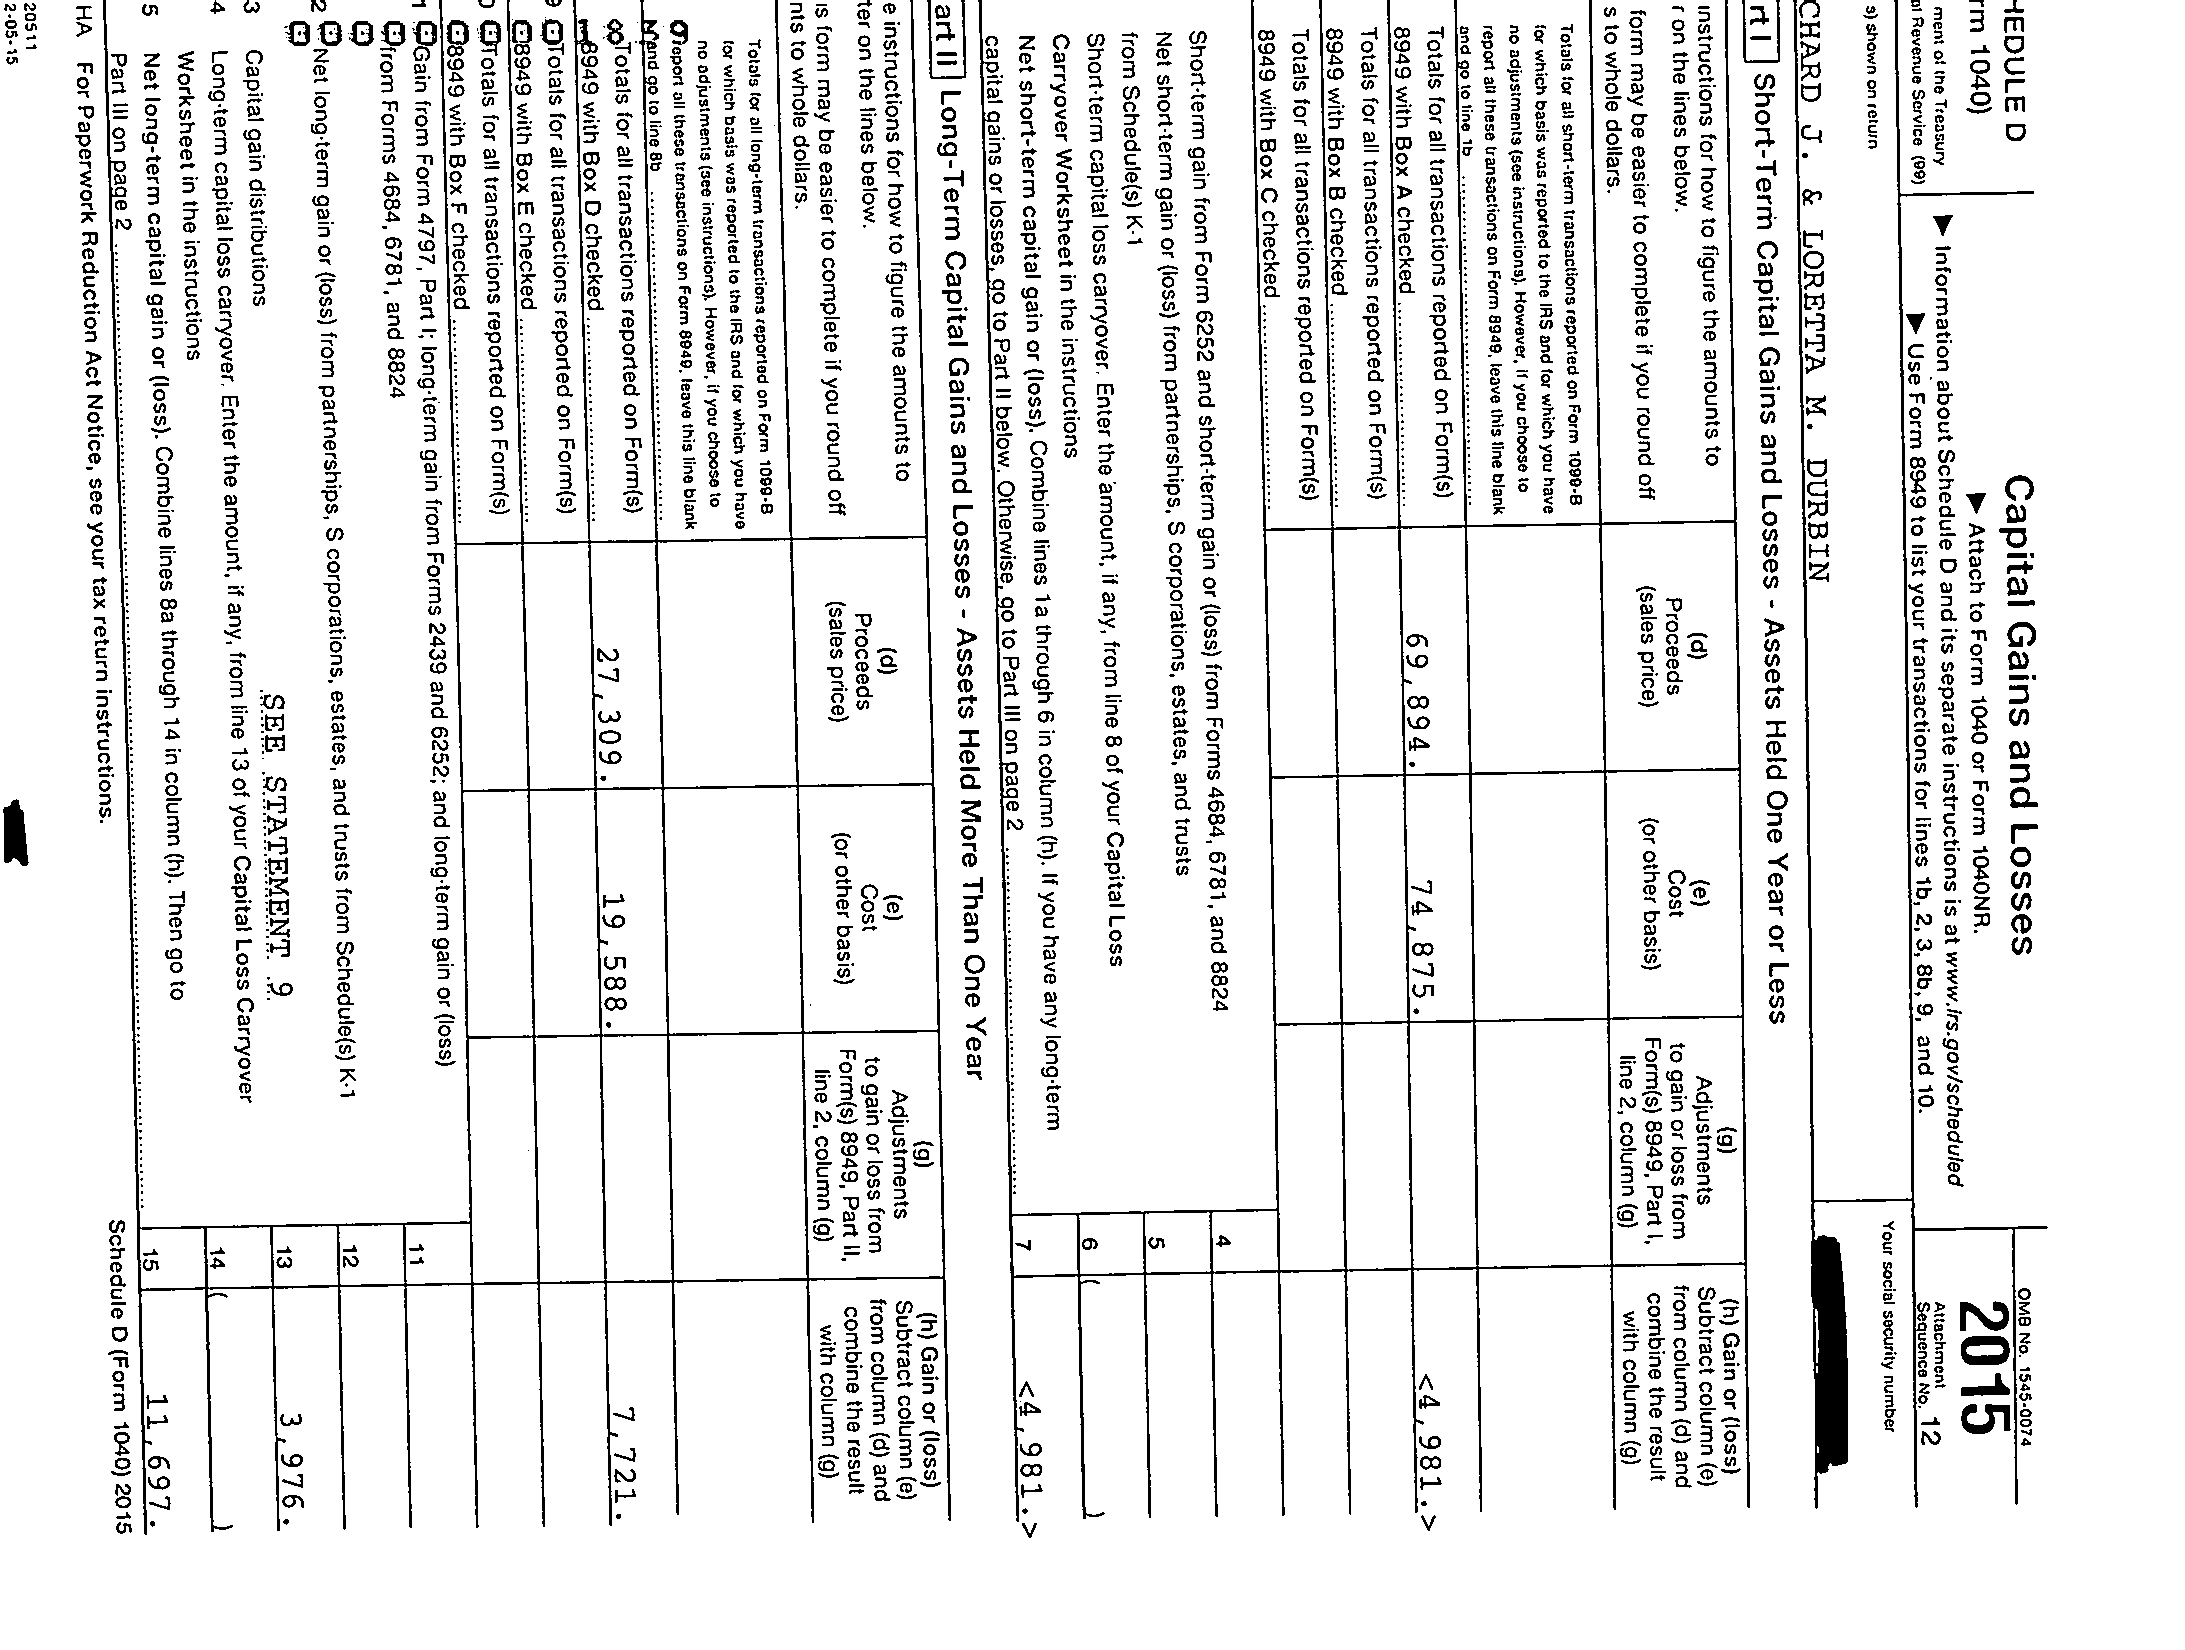 HEDULE D
rm 1040)
ment of the Treasury
al Revenue Service (99)
Capital Gains and Losses
▶ Attach to Form 1040 or Form 1040NR.
▶ Information about Schedule D and its separate instructions is at www.irs.gov/scheduled
▶ Use Form 8949 to list your transactions for lines 1b, 2, 3, 8b, 9, and 10.
OMB No. 1545-0074
2015
Attachment
Sequence No. 12
s) shown on return
Your social security number
CHARD J. & LORETTA M. DURBIN
rt I Short-Term Capital Gains and Losses - Assets Held One Year or Less
instructions for how to figure the amounts to
r on the lines below.
form may be easier to complete if you round off
s to whole dollars.
(d)
Proceeds
(sales price)
(e)
Cost
(or other basis)
(g)
Adjustments
to gain or loss from
Form(s) 8949, Part I,
line 2, column (g)
(h) Gain or (loss)
Subtract column (e)
from column (d) and
combine the result
with column (g)
Totals for all short-term transactions reported on Form 1099-B
for which basis was reported to the IRS and for which you have
no adjustments (see instructions). However, if you choose to
report all these transactions on Form 8949, leave this line blank
and go to line 1b
Totals for all transactions reported on Form(s)
8949 with Box A checked 69,894. 74,875. <4,981.>
Totals for all transactions reported on Form(s)
8949 with Box B checked
Totals for all transactions reported on Form(s)
8949 with Box C checked
Short-term gain from Form 6252 and short-term gain or (loss) from Forms 4684, 6781, and 8824 4
Net short-term gain or (loss) from partnerships, S corporations, estates, and trusts
from Schedule(s) K-1 5
Short-term capital loss carryover. Enter the amount, if any, from line 8 of your Capital Loss
Carryover Worksheet in the instructions 6 ( )
Net short-term capital gain or (loss). Combine lines 1a through 6 in column (h). If you have any long-term
capital gains or losses, go to Part II below. Otherwise, go to Part III on page 2 7 <4,981.>
art II Long-Term Capital Gains and Losses - Assets Held More Than One Year
e instructions for how to figure the amounts to
ter on the lines below.
is form may be easier to complete if you round off
nts to whole dollars.
(d)
Proceeds
(sales price)
(e)
Cost
(or other basis)
(g)
Adjustments
to gain or loss from
Form(s) 8949, Part II,
line 2, column (g)
(h) Gain or (loss)
Subtract column (e)
from column (d) and
combine the result
with column (g)
Totals for all long-term transactions reported on Form 1099-B
for which basis was reported to the IRS and for which you have
no adjustments (see instructions). However, if you choose to
report all these transactions on Form 8949, leave this line blank
and go to line 8b
Totals for all transactions reported on Form(s)
8949 with Box D checked 27,309. 19,588. 7,721.
Totals for all transactions reported on Form(s)
8949 with Box E checked
Totals for all transactions reported on Form(s)
8949 with Box F checked
Gain from Form 4797, Part I; long-term gain from Forms 2439 and 6252; and long-term gain or (loss)
from Forms 4684, 6781, and 8824 11
2 Net long-term gain or (loss) from partnerships, S corporations, estates, and trusts from Schedule(s) K-1 12
3 Capital gain distributions SEE STATEMENT 9 13 3,976.
4 Long-term capital loss carryover. Enter the amount, if any, from line 13 of your Capital Loss Carryover
Worksheet in the instructions 14 ( )
5 Net long-term capital gain or (loss). Combine lines 8a through 14 in column (h). Then go to
Part III on page 2 15 11,697.
HA For Paperwork Reduction Act Notice, see your tax return instructions. Schedule D (Form 1040) 2015
20511
2-05-15